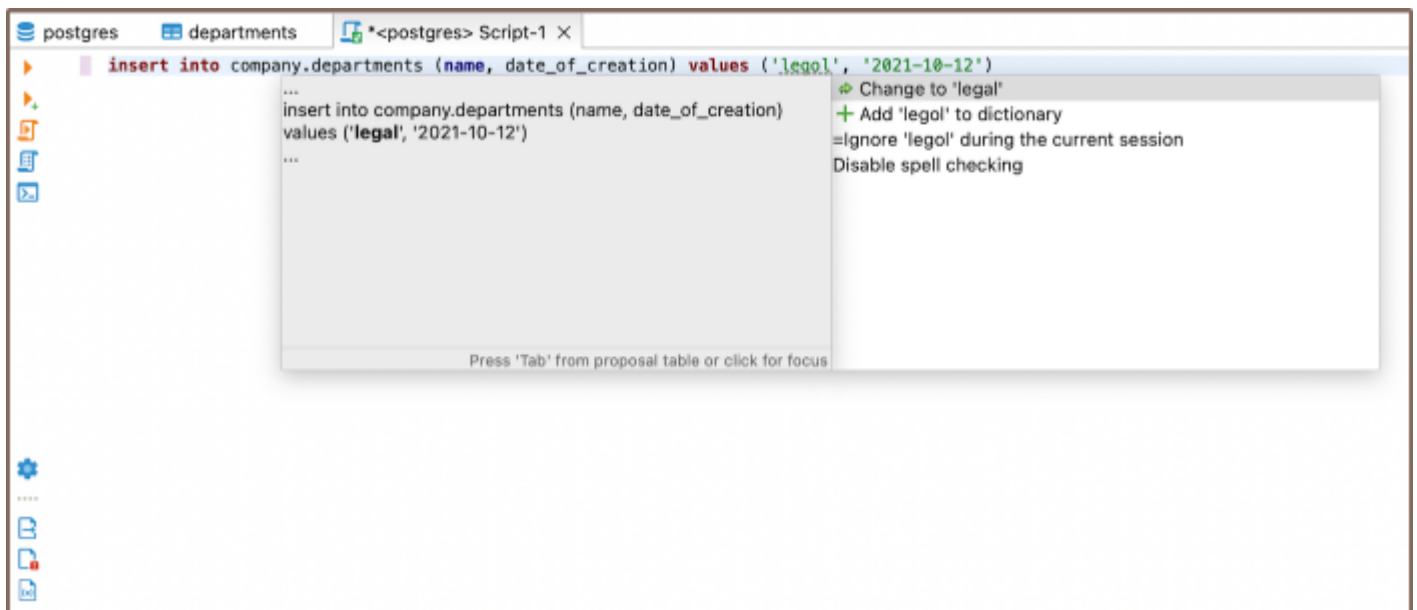 postgres departments *<postgres> Script-1
insert into company.departments (name, date_of_creation) values ('legol', '2021-10-12')
...
insert into company.departments (name, date_of_creation)
values ('legal', '2021-10-12')
...
Press 'Tab' from proposal table or click for focus
Change to 'legal'
Add 'legol' to dictionary
=Ignore 'legol' during the current session
Disable spell checking